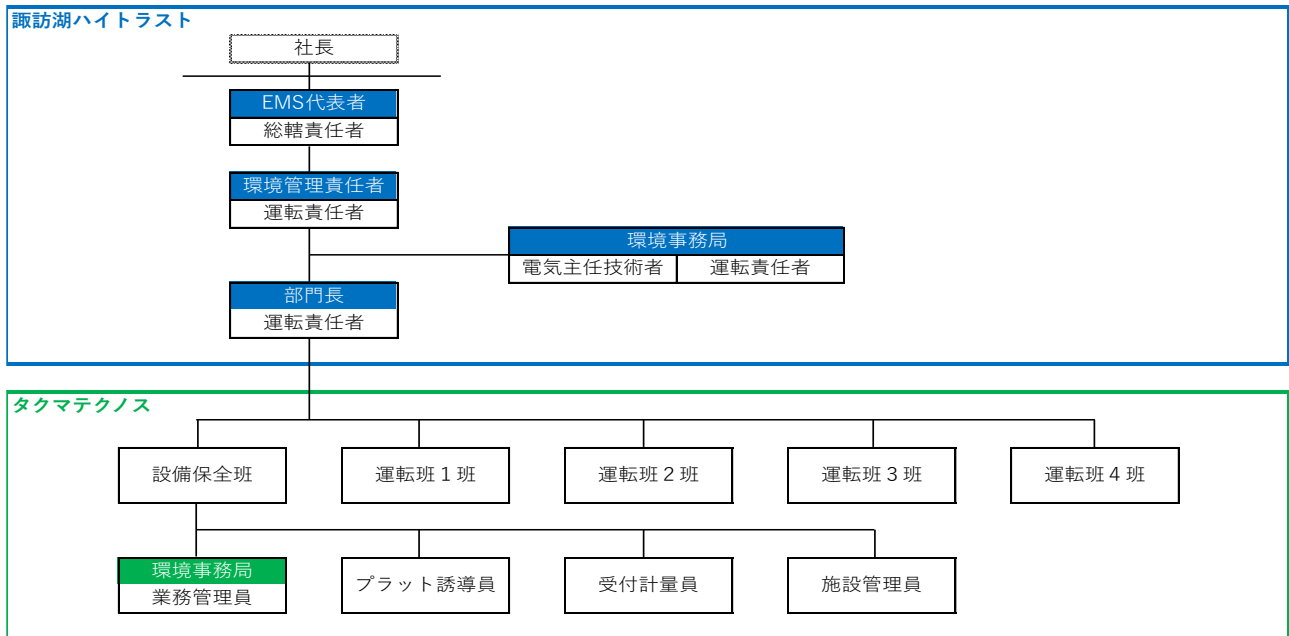 諏訪湖ハイトラスト
社長
EMS代表者
総轄責任者
環境管理責任者
運転責任者
環境事務局
電気主任技術者 運転責任者
部門長
運転責任者
タクマテクノス
設備保全班 運転班1班 運転班2班 運転班3班 運転班4班
環境事務局
業務管理員
プラット誘導員 受付計量員 施設管理員